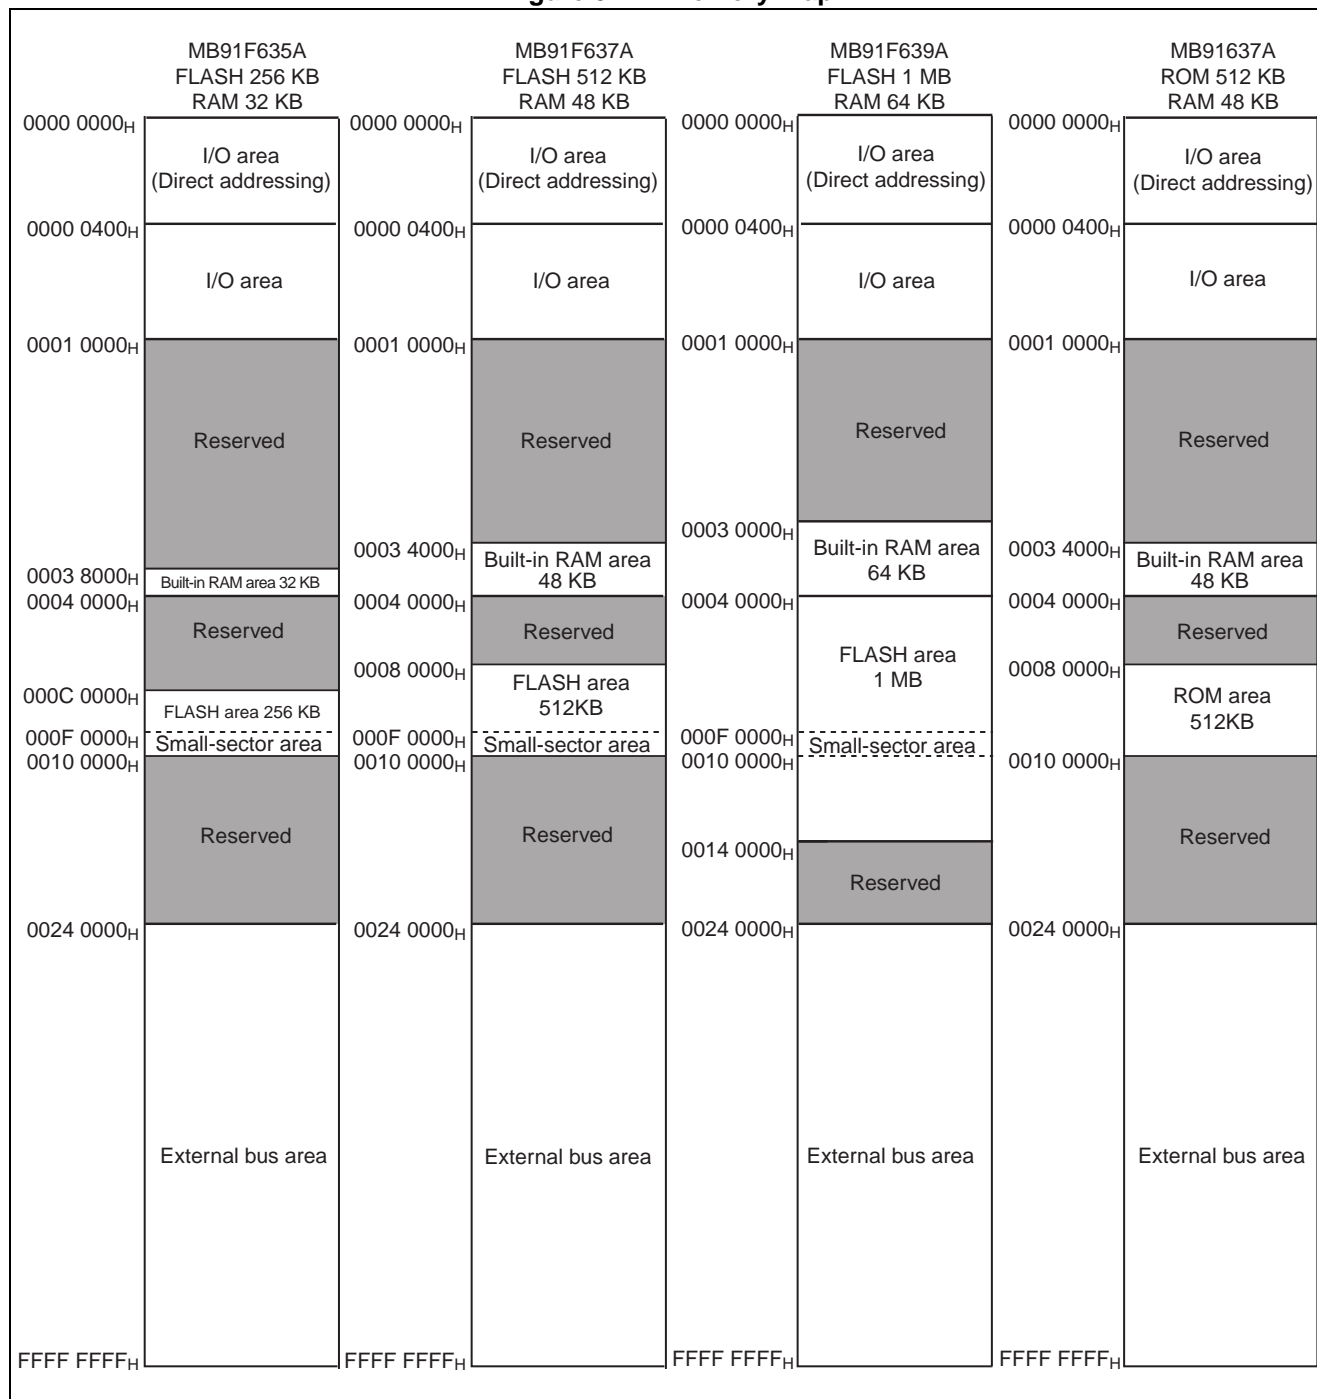 MB91F635A
FLASH 256 KB
RAM 32 KB
0000 0000H
I/O area
(Direct addressing)
0000 0400H
I/O area
0001 0000H
Reserved
0003 8000H
Built-in RAM area 32 KB
0004 0000H
Reserved
000C 0000H
FLASH area 256 KB
000F 0000H
Small-sector area
0010 0000H
Reserved
0024 0000H
External bus area
FFFF FFFFH
MB91F637A
FLASH 512 KB
RAM 48 KB
0000 0000H
I/O area
(Direct addressing)
0000 0400H
I/O area
0001 0000H
Reserved
0003 4000H
Built-in RAM area
48 KB
0004 0000H
Reserved
0008 0000H
FLASH area
512KB
000F 0000H
Small-sector area
0010 0000H
Reserved
0024 0000H
External bus area
FFFF FFFFH
MB91F639A
FLASH 1 MB
RAM 64 KB
0000 0000H
I/O area
(Direct addressing)
0000 0400H
I/O area
0001 0000H
Reserved
0003 0000H
Built-in RAM area
64 KB
0004 0000H
FLASH area
1 MB
000F 0000H
Small-sector area
0010 0000H
0014 0000H
Reserved
0024 0000H
External bus area
FFFF FFFFH
MB91637A
ROM 512 KB
RAM 48 KB
0000 0000H
I/O area
(Direct addressing)
0000 0400H
I/O area
0001 0000H
Reserved
0003 4000H
Built-in RAM area
48 KB
0004 0000H
Reserved
0008 0000H
ROM area
512KB
0010 0000H
Reserved
0024 0000H
External bus area
FFFF FFFFH